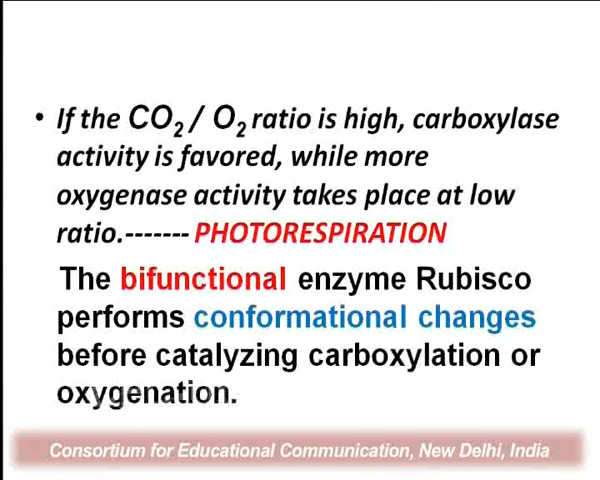 • If the CO₂ / O₂ ratio is high, carboxylase
activity is favored, while more
oxygenase activity takes place at low
ratio.------- PHOTORESPIRATION
The bifunctional enzyme Rubisco
performs conformational changes
before catalyzing carboxylation or
oxygenation.
Consortium for Educational Communication, New Delhi, India